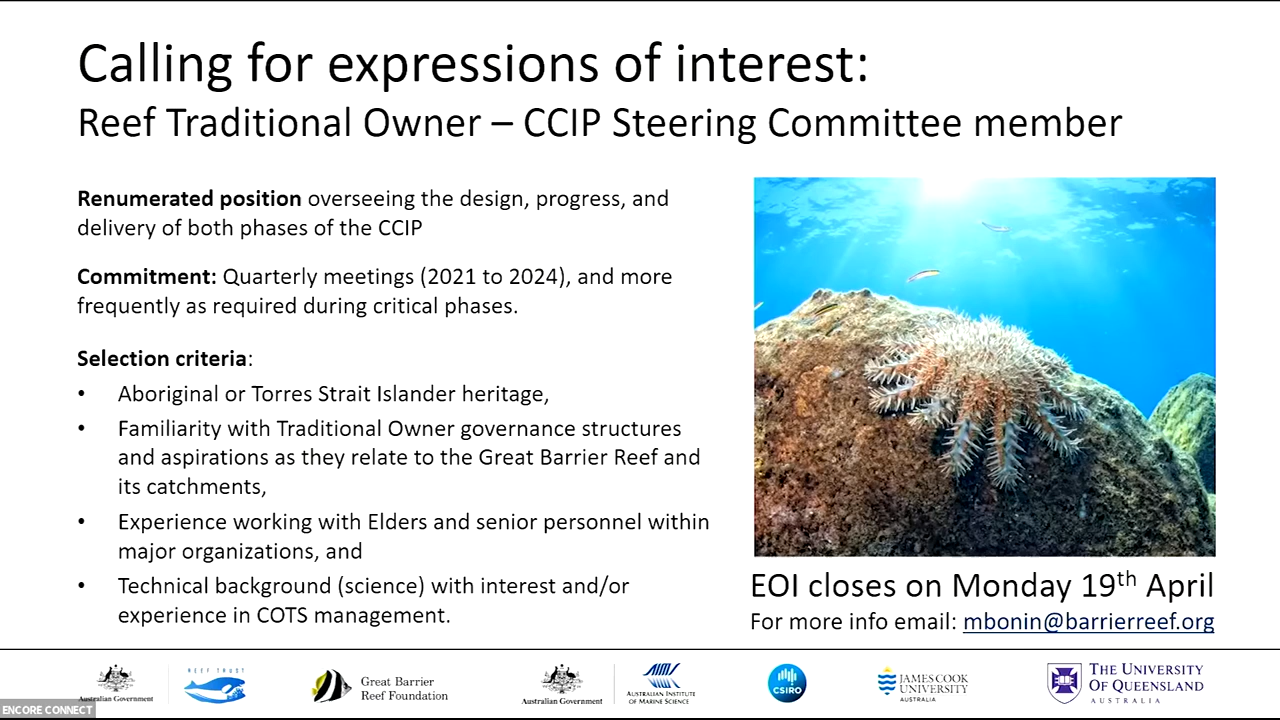 Calling for expressions of interest:
Reef Traditional Owner – CCIP Steering Committee member
Renumerated position overseeing the design, progress, and
delivery of both phases of the CCIP
Commitment: Quarterly meetings (2021 to 2024), and more
frequently as required during critical phases.
Selection criteria:
• Aboriginal or Torres Strait Islander heritage,
• Familiarity with Traditional Owner governance structures
and aspirations as they relate to the Great Barrier Reef and
its catchments,
• Experience working with Elders and senior personnel within
major organizations, and
• Technical background (science) with interest and/or
experience in COTS management.
EOI closes on Monday 19th April
For more info email: mbonin@barrierreef.org
Australian Government
REEF TRUST
Great Barrier
Reef Foundation
Australian Government
AUSTRALIAN INSTITUTE
OF MARINE SCIENCE
CSIRO
JAMES COOK
UNIVERSITY
AUSTRALIA
THE UNIVERSITY
OF QUEENSLAND
AUSTRALIA
ENCORE CONNECT